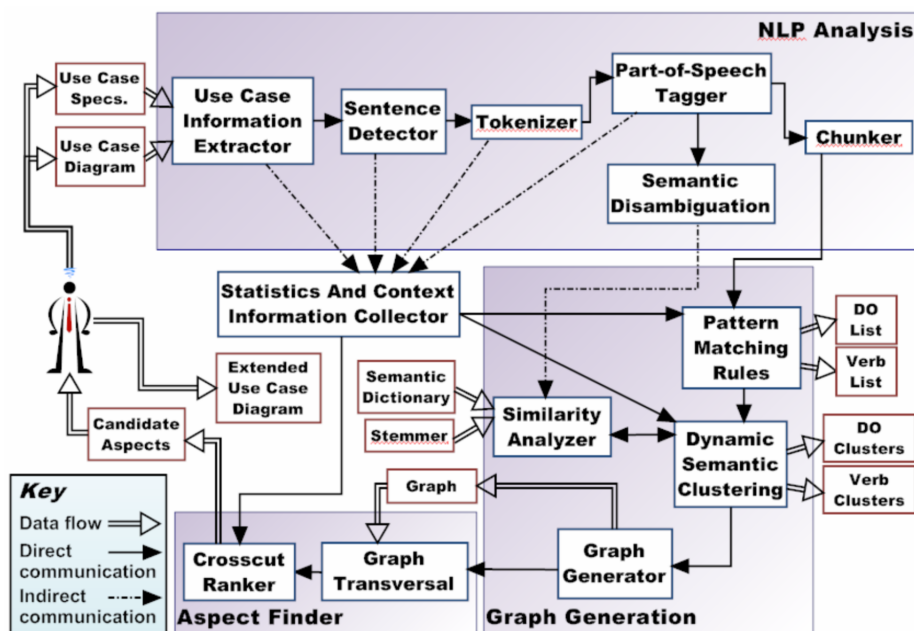 NLP Analysis
Use Case
Specs.
Use Case
Diagram
Use Case
Information
Extractor
Sentence
Detector
Tokenizer
Part-of-Speech
Tagger
Chunker
Semantic
Disambiguation
Statistics And Context
Information Collector
Pattern
Matching
Rules
DO
List
Verb
List
Extended
Use Case
Diagram
Semantic
Dictionary
Stemmer
Similarity
Analyzer
Dynamic
Semantic
Clustering
DO
Clusters
Verb
Clusters
Candidate
Aspects
Graph
Key
Data flow
Direct
communication
Indirect
communication
Crosscut
Ranker
Graph
Transversal
Graph
Generator
Aspect Finder
Graph Generation